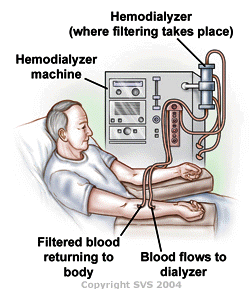 Hemodialyzer
(where filtering takes place)
Hemodialyzer
machine
Filtered blood
returning to
body
Blood flows to
dialyzer
Copyright SVS 2004